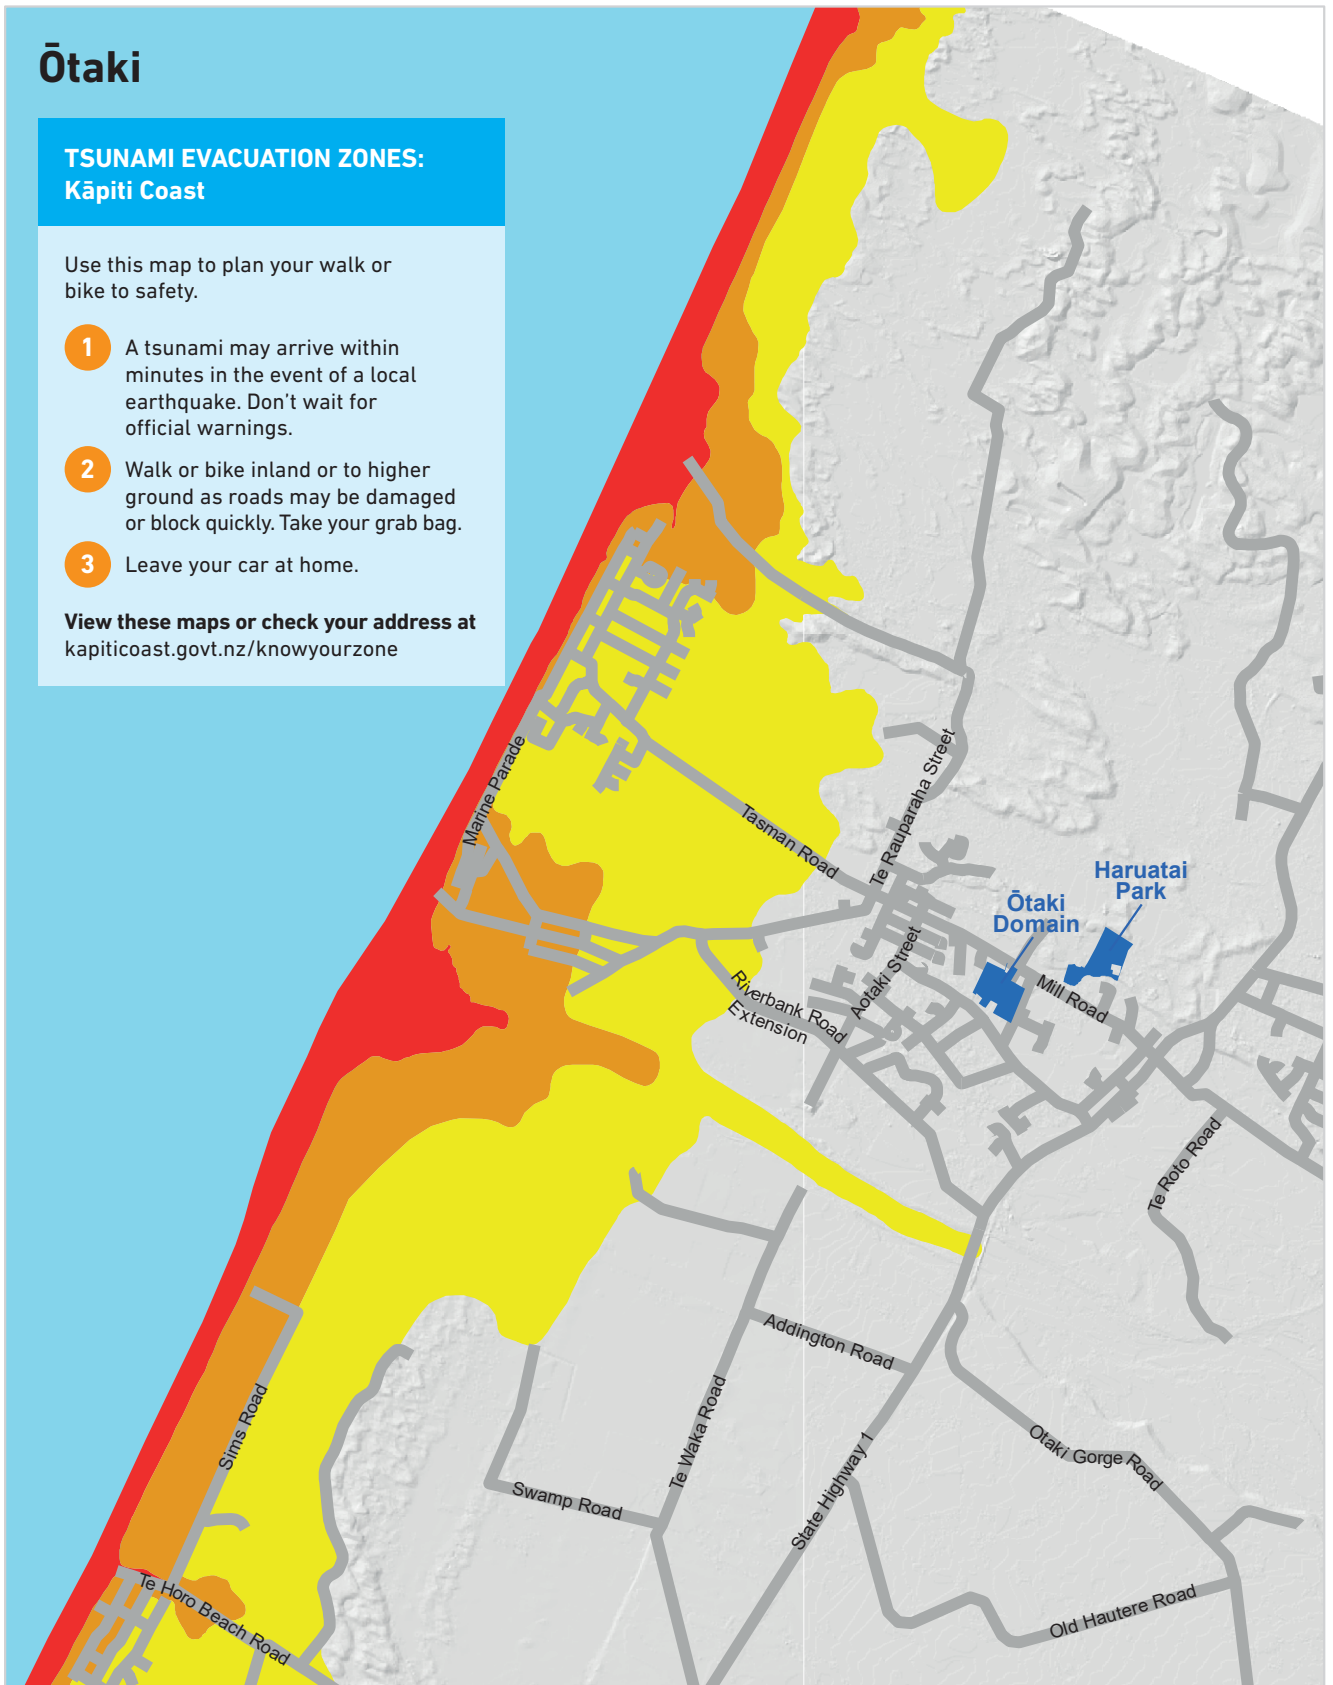 Ōtaki
TSUNAMI EVACUATION ZONES:
Kāpiti Coast
Use this map to plan your walk or
bike to safety.
1
A tsunami may arrive within
minutes in the event of a local
earthquake. Don't wait for
official warnings.
2
Walk or bike inland or to higher
ground as roads may be damaged
or block quickly. Take your grab bag.
3
Leave your car at home.
View these maps or check your address at
kapiticoast.govt.nz/knowyourzone
Marine Parade
Tasman Road
Te Rauparaha Street
Haruatai
Park
Ōtaki
Domain
Mill Road
Aotaki Street
Riverbank Road
Extension
Te Roto Road
Addington Road
Te Waka Road
Sims Road
Swamp Road
State Highway 1
Otaki Gorge Road
Old Hautere Road
Te Horo Beach Road